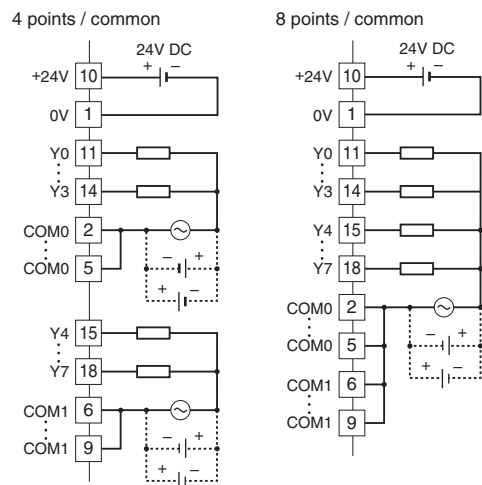 4 points / common
24V DC
+ −
+24V 10
0V 1
Y0 11
Y3 14
COM0 2
− +
COM0 5
+ −
Y4 15
Y7 18
COM1 6
− +
COM1 9
+ −
8 points / common
24V DC
+ −
+24V 10
0V 1
Y0 11
Y3 14
Y4 15
Y7 18
COM0 2
− +
COM0 5
+ −
COM1 6
COM1 9